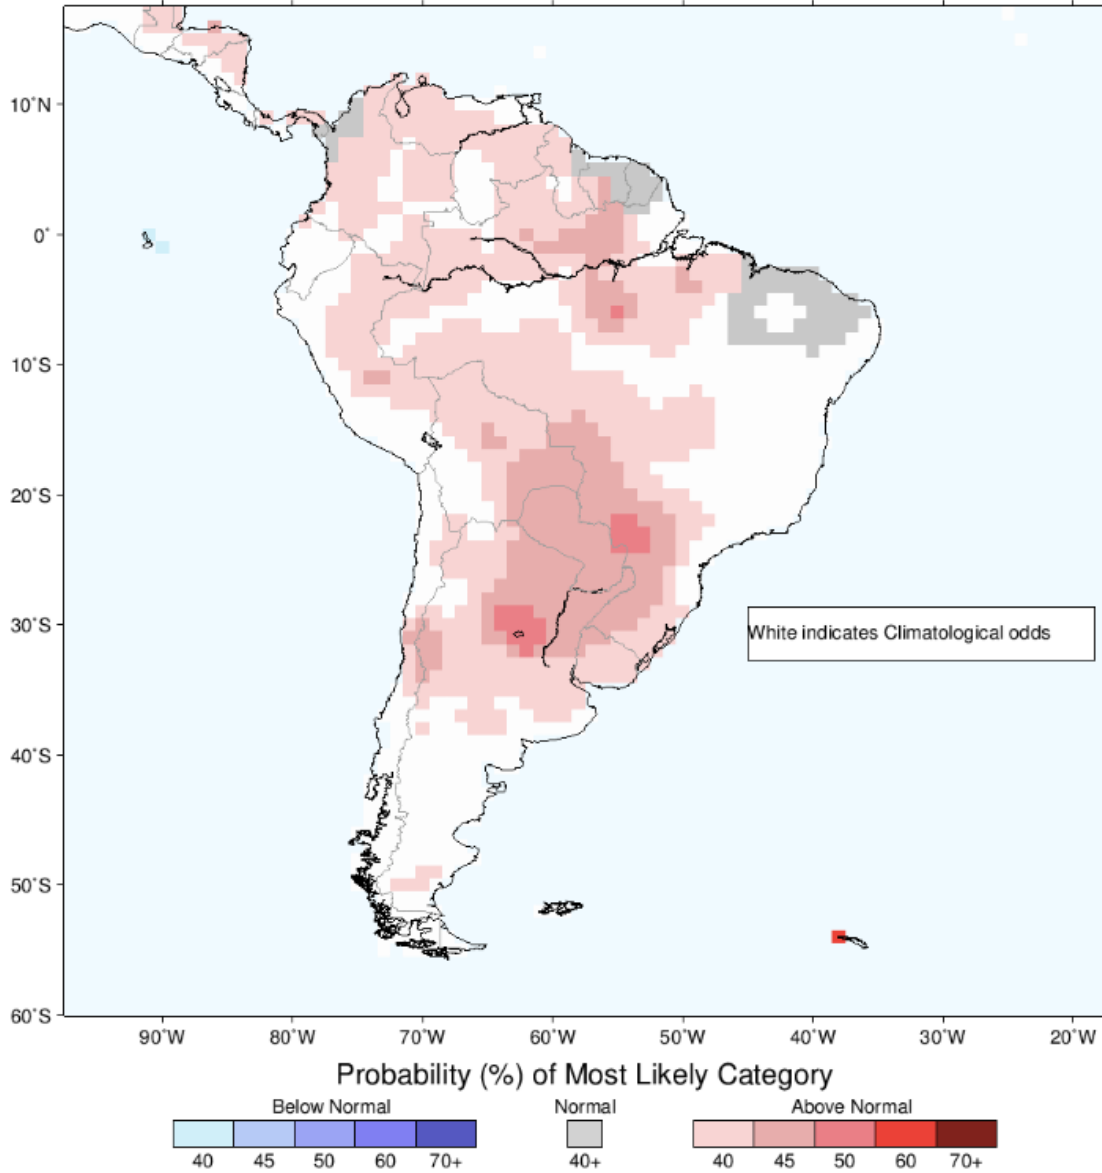 10˚N
0˚
10˚S
20˚S
30˚S
White indicates Climatological odds
40˚S
50˚S
60˚S
90˚W 80˚W 70˚W 60˚W 50˚W 40˚W 30˚W 20˚W
Probability (%) of Most Likely Category
Below Normal Normal Above Normal
40 45 50 60 70+ 40+ 40 45 50 60 70+